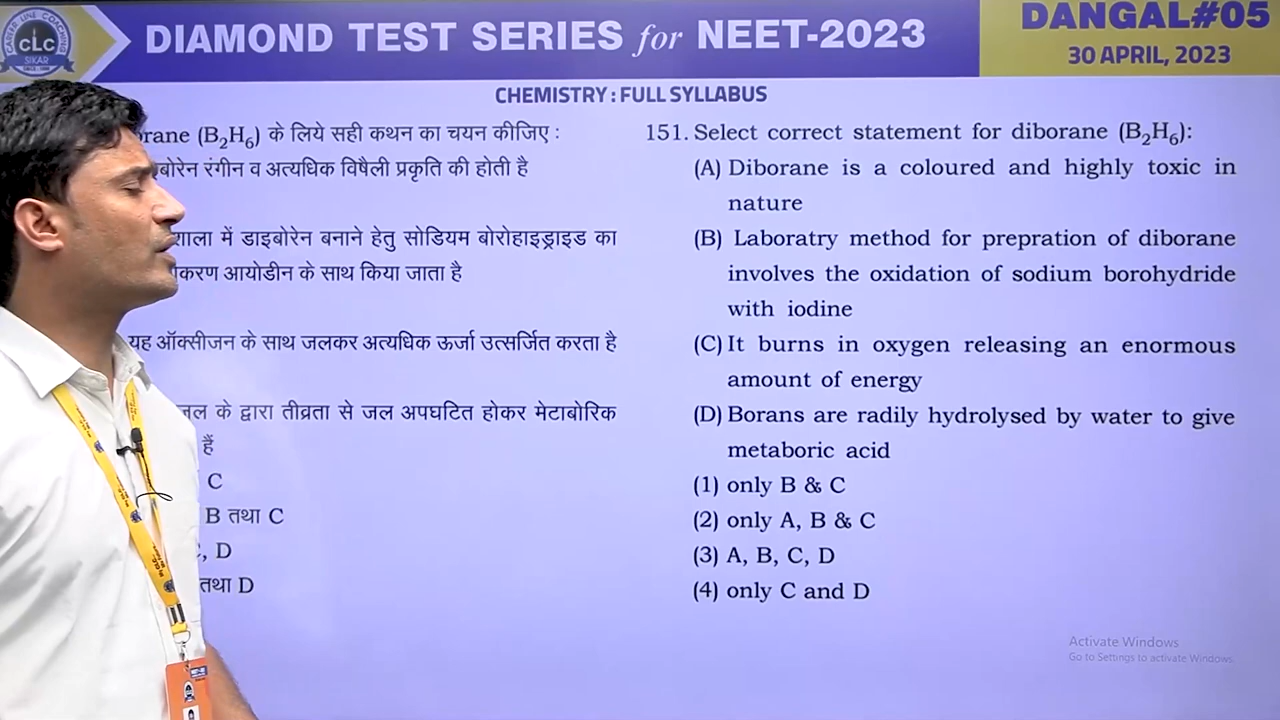 CAREER LINE COACHING
CLC
SIKAR
DIAMOND TEST SERIES for NEET-2023
DANGAL#05
30 APRIL, 2023
CHEMISTRY : FULL SYLLABUS
(B₂H₆) के लिये सही कथन का चयन कीजिए :
रंगीन व अत्यधिक विषैली प्रकृति की होती है
में डाइबोरेन बनाने हेतु सोडियम बोरोहाइड्राइड का
आयोडीन के साथ किया जाता है
यह ऑक्सीजन के साथ जलकर अत्यधिक ऊर्जा उत्सर्जित करता है
के द्वारा तीव्रता से जल अपघटित होकर मेटाबोरिक
हैं
C
B तथा C
, D
तथा D
151. Select correct statement for diborane (B₂H₆):
(A) Diborane is a coloured and highly toxic in
nature
(B) Laboratry method for prepration of diborane
involves the oxidation of sodium borohydride
with iodine
(C) It burns in oxygen releasing an enormous
amount of energy
(D) Borans are radily hydrolysed by water to give
metaboric acid
(1) only B & C
(2) only A, B & C
(3) A, B, C, D
(4) only C and D
Activate Windows
Go to Settings to activate Windows.